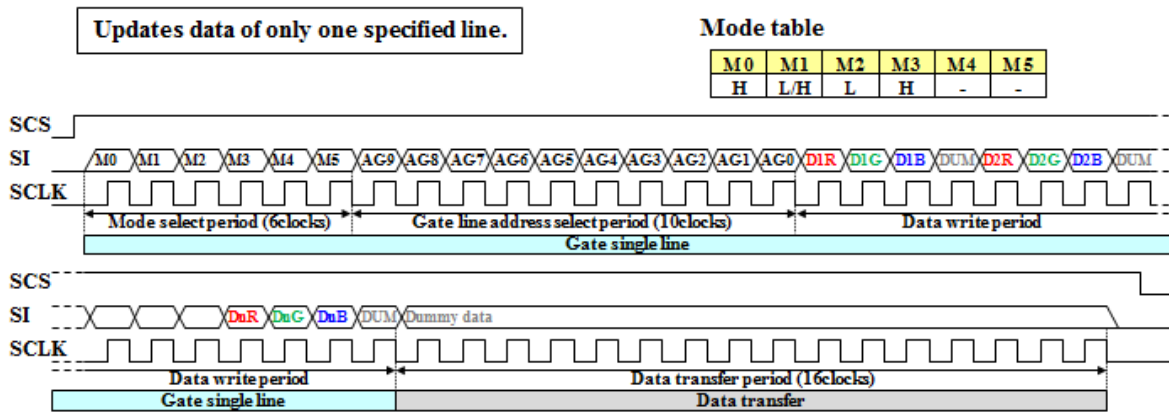 Updates data of only one specified line.
Mode table
M0 M1 M2 M3 M4 M5
H L/H L H - -
SCS
SI M0 M1 M2 M3 M4 M5 AG9 AG8 AG7 AG6 AG5 AG4 AG3 AG2 AG1 AG0 D1R D1G D1B DUM D2R D2G D2B DUM
SCLK
Mode select period (6clocks) Gate line address select period (10clocks) Data write period
Gate single line
SCS
SI DnR DnG DnB DUM Dummy data
SCLK
Data write period Data transfer period (16clocks)
Gate single line Data transfer